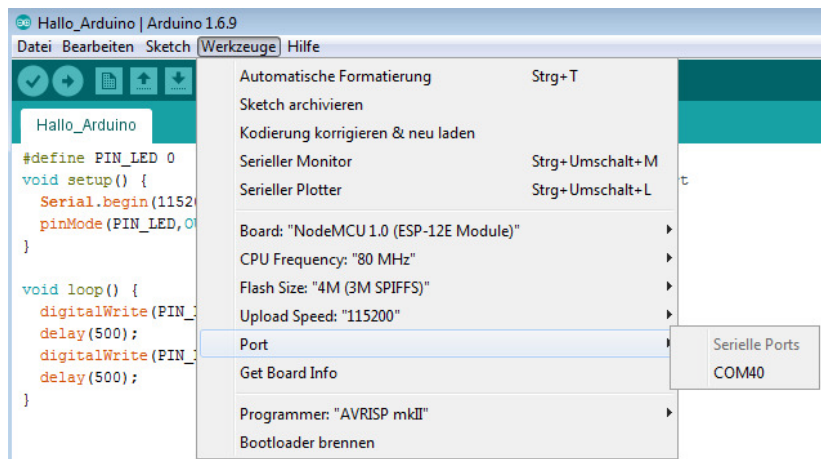 Hallo_Arduino | Arduino 1.6.9
Datei Bearbeiten Sketch Werkzeuge Hilfe
Hallo_Arduino
#define PIN_LED 0
void setup() {
Serial.begin(1152
pinMode(PIN_LED,OU
}
void loop() {
digitalWrite(PIN_
delay(500);
digitalWrite(PIN_
delay(500);
}
Automatische Formatierung Strg+T
Sketch archivieren
Kodierung korrigieren & neu laden
Serieller Monitor Strg+Umschalt+M
Serieller Plotter Strg+Umschalt+L
Board: "NodeMCU 1.0 (ESP-12E Module)"
CPU Frequency: "80 MHz"
Flash Size: "4M (3M SPIFFS)"
Upload Speed: "115200"
Port
Get Board Info
Programmer: "AVRISP mkII"
Bootloader brennen
Serielle Ports
COM40